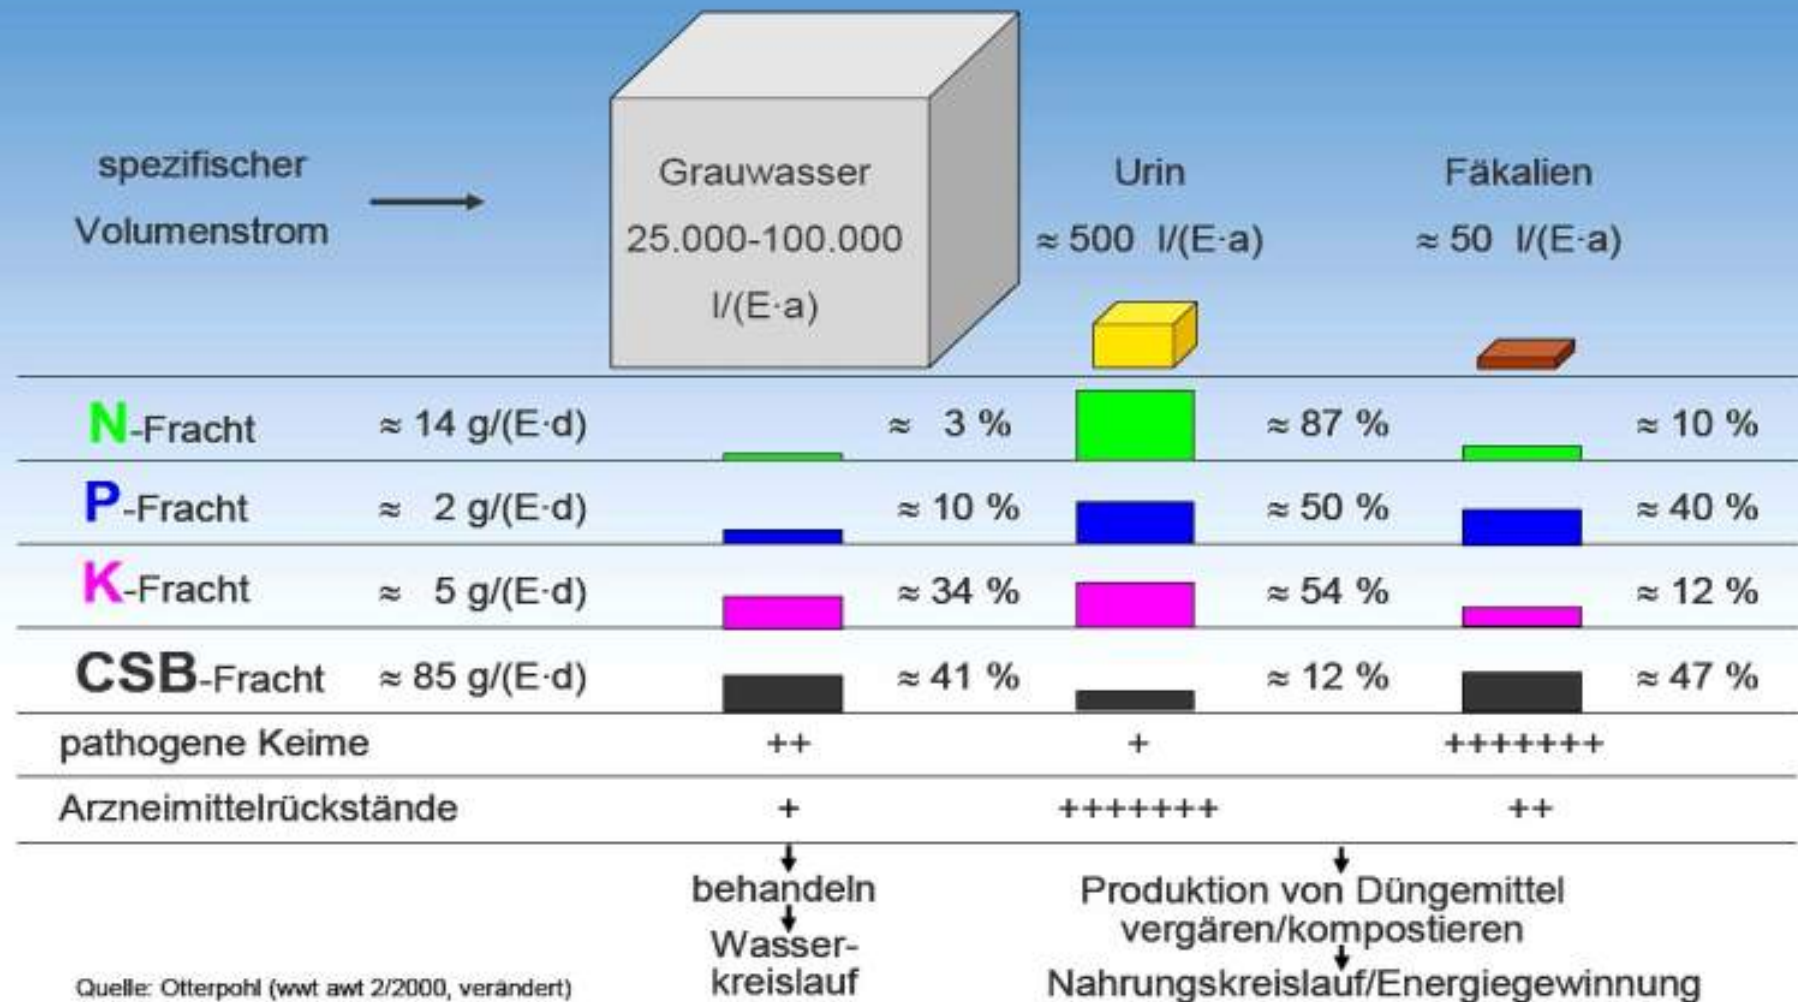 spezifischer
Volumenstrom
Grauwasser
25.000-100.000
l/(E·a)
Urin
≈ 500 l/(E·a)
Fäkalien
≈ 50 l/(E·a)
N-Fracht ≈ 14 g/(E·d) ≈ 3 % ≈ 87 % ≈ 10 %
P-Fracht ≈ 2 g/(E·d) ≈ 10 % ≈ 50 % ≈ 40 %
K-Fracht ≈ 5 g/(E·d) ≈ 34 % ≈ 54 % ≈ 12 %
CSB-Fracht ≈ 85 g/(E·d) ≈ 41 % ≈ 12 % ≈ 47 %
pathogene Keime ++ + +++++++
Arzneimittelrückstände + +++++++ ++
behandeln
Wasser-
kreislauf
Produktion von Düngemittel
vergären/kompostieren
Nahrungskreislauf/Energiegewinnung
Quelle: Otterpohl (wwt awt 2/2000, verändert)